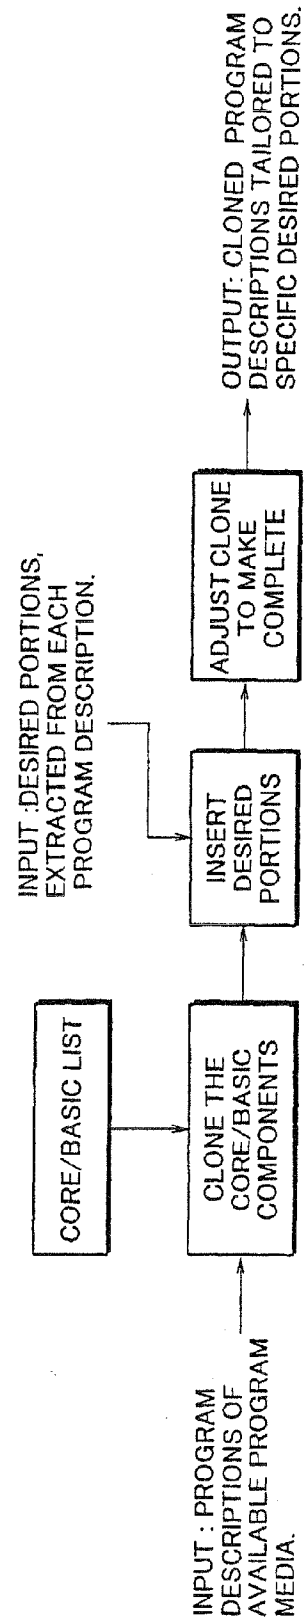 INPUT : PROGRAM
DESCRIPTIONS OF
AVAILABLE PROGRAM
MEDIA.
CORE/BASIC LIST
CLONE THE
CORE/BASIC
COMPONENTS
INPUT :DESIRED PORTIONS,
EXTRACTED FROM EACH
PROGRAM DESCRIPTION.
INSERT
DESIRED
PORTIONS
ADJUST CLONE
TO MAKE
COMPLETE
OUTPUT: CLONED PROGRAM
DESCRIPTIONS TAILORED TO
SPECIFIC DESIRED PORTIONS.